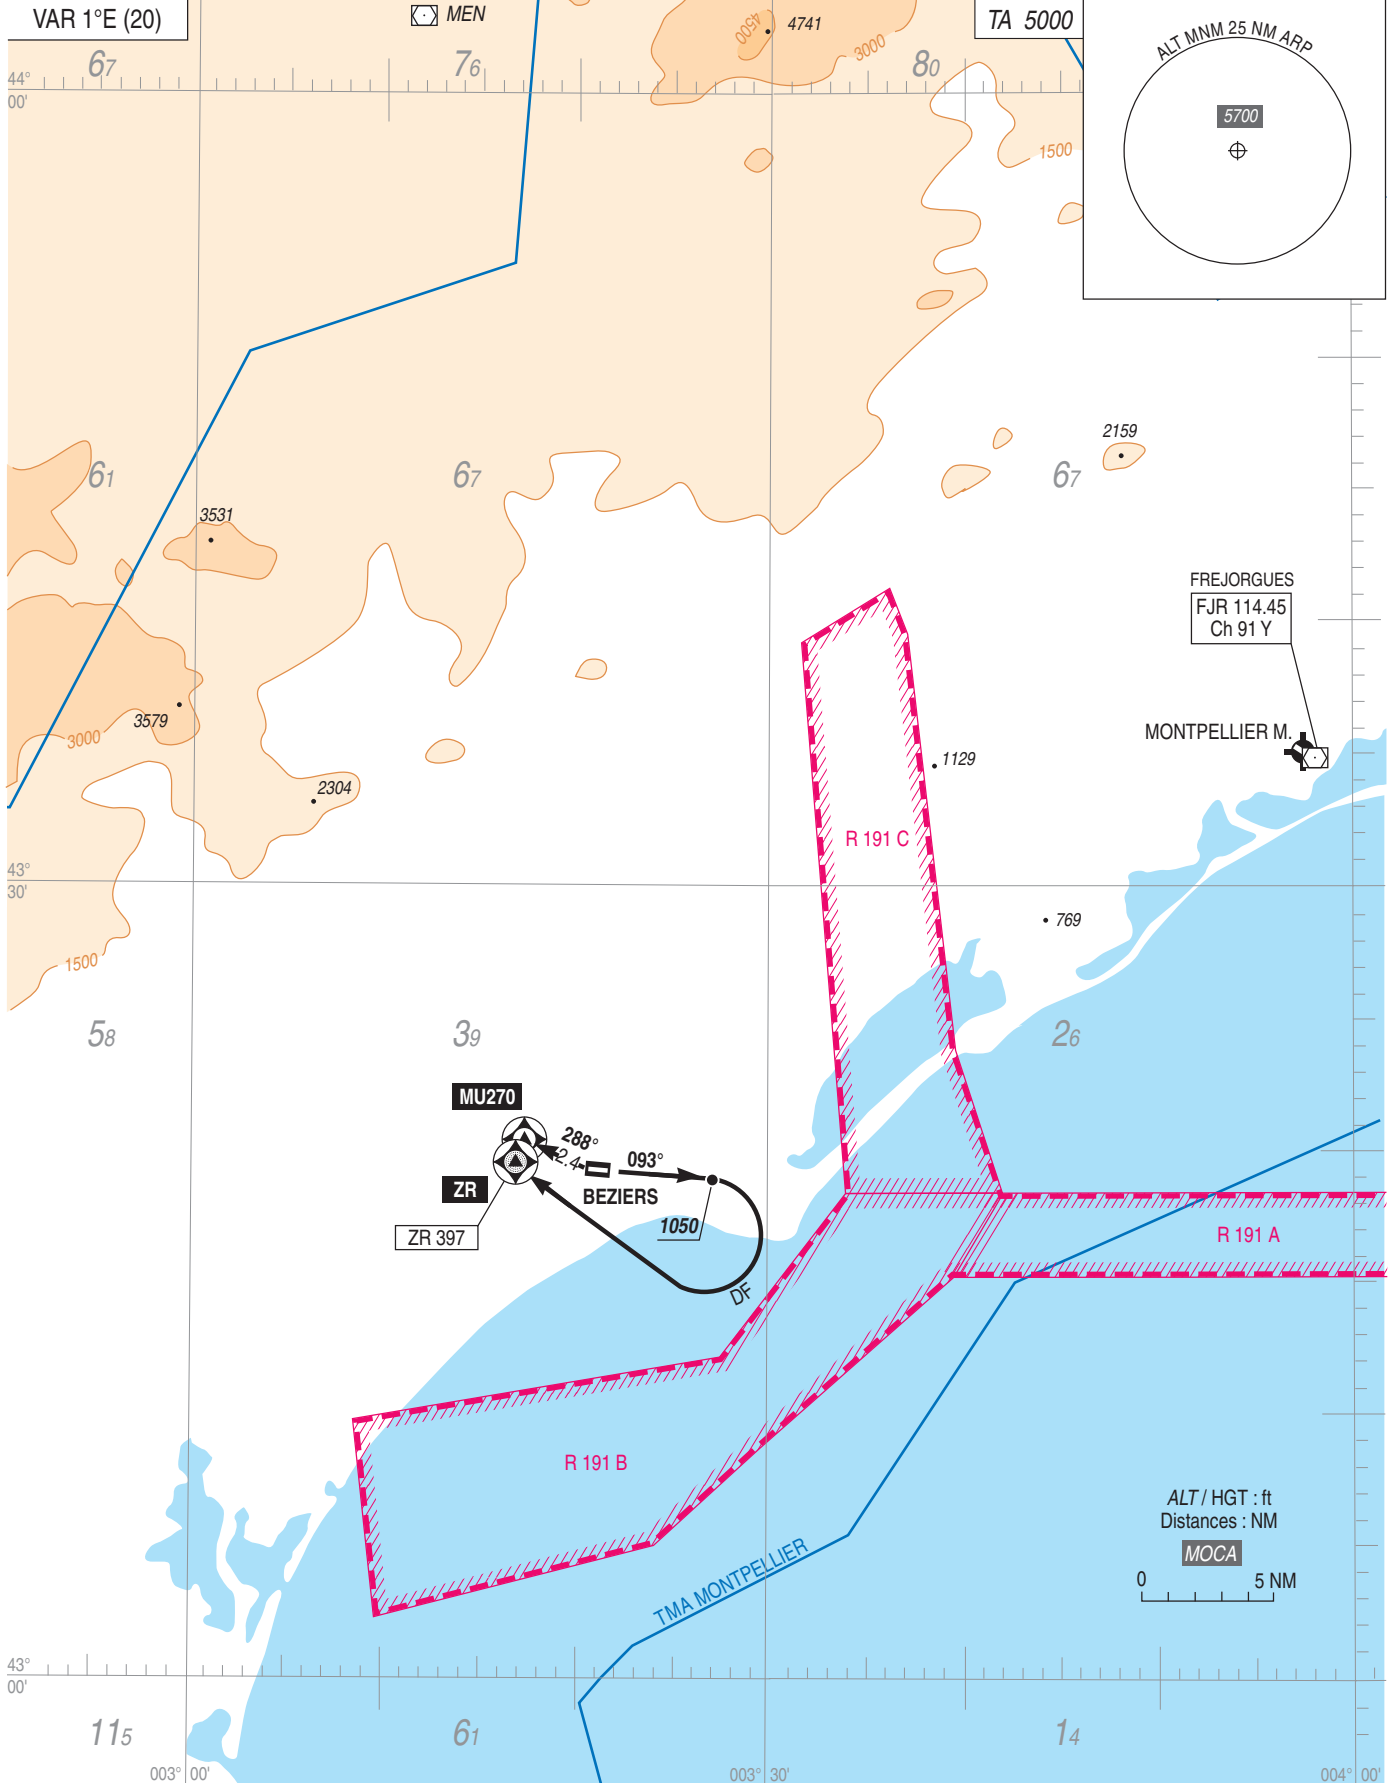 VAR 1°E (20)
MEN
4500
4741
3000
TA 5000
ALT MNM 25 NM ARP
5700
67
76
80
44°
00'
1500
2159
61
67
67
3531
FREJORGUES
FJR 114.45
Ch 91 Y
3579
3000
MONTPELLIER M.
2304
1129
R 191 C
43°
30'
769
1500
58
39
26
MU270
288°
2.4
093°
ZR
BEZIERS
1050
ZR 397
R 191 A
DF
R 191 B
ALT / HGT : ft
Distances : NM
MOCA
0 5 NM
TMA MONTPELLIER
43°
00'
115
61
14
003° 00'
003° 30'
004° 00'